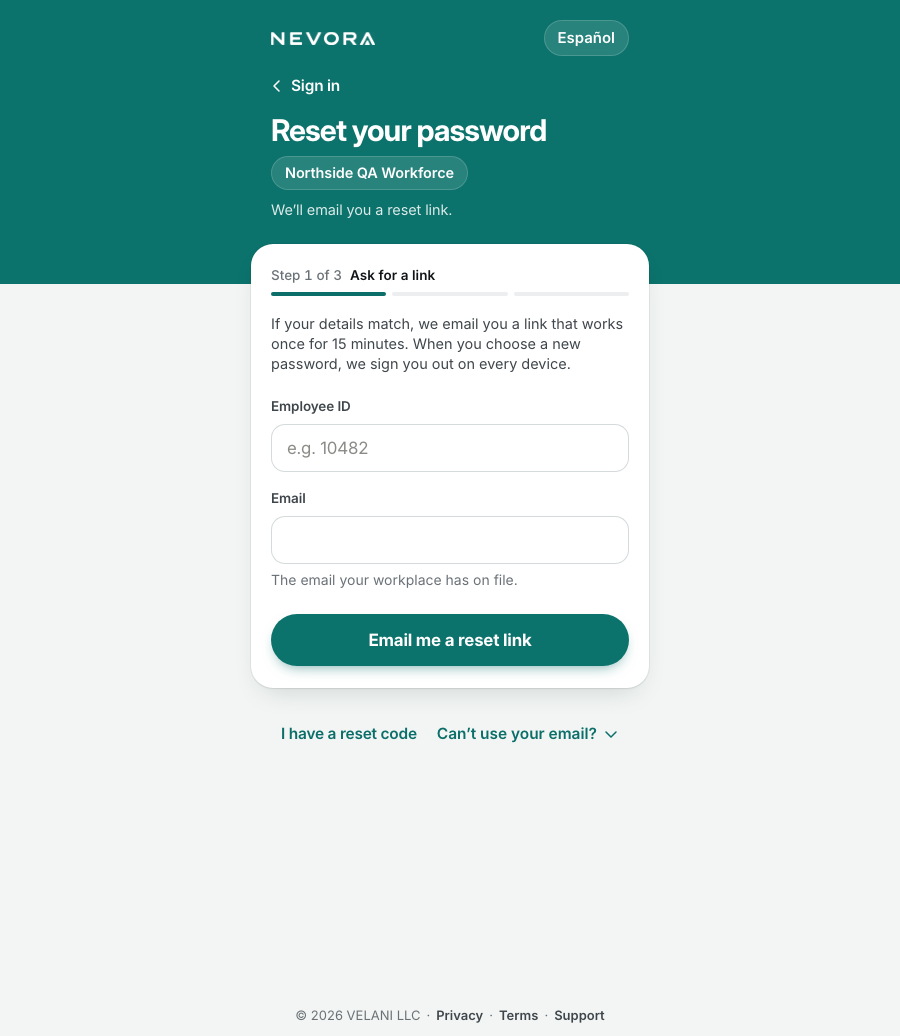 NEVORA
Español
Sign in
Reset your password
Northside QA Workforce
We’ll email you a reset link.
Step 1 of 3 Ask for a link
If your details match, we email you a link that works
once for 15 minutes. When you choose a new
password, we sign you out on every device.
Employee ID
e.g. 10482
Email
The email your workplace has on file.
Email me a reset link
I have a reset code
Can’t use your email?
© 2026 VELANI LLC · Privacy · Terms · Support